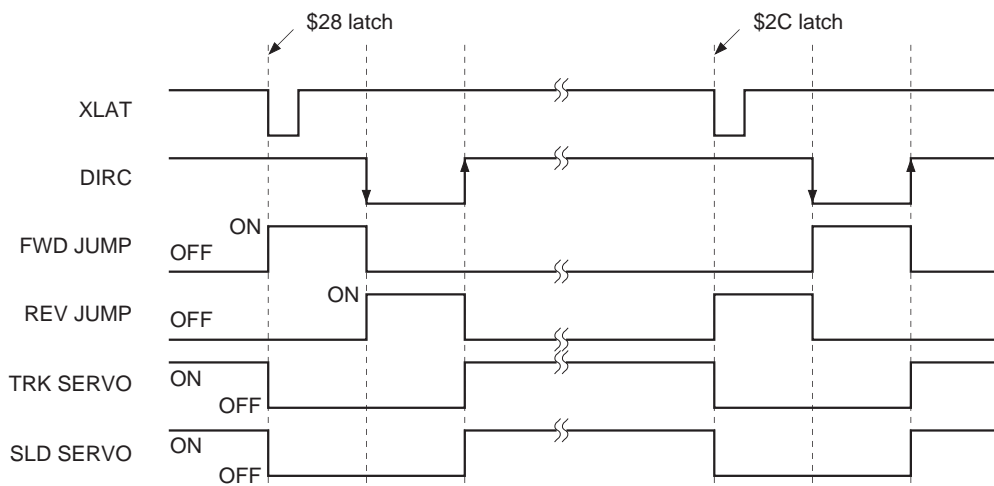 $28 latch
$2C latch
XLAT
DIRC
ON
FWD JUMP
OFF
ON
REV JUMP
OFF
TRK SERVO
ON
OFF
SLD SERVO
ON
OFF